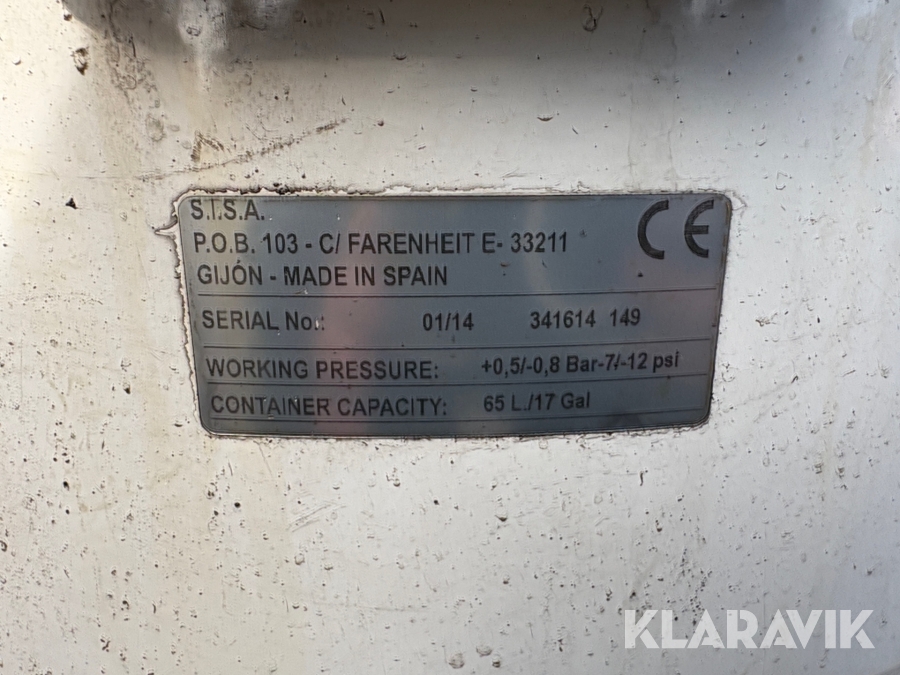 S.T.S.A.
P.O.B. 103 - C/ FARENHEIT E- 33211
GIJÓN - MADE IN SPAIN
CE
SERIAL No.: 01/14 341614 149
WORKING PRESSURE: +0,5/-0,8 Bar-7/-12 psi
CONTAINER CAPACITY: 65 L./17 Gal
KLARAVIK